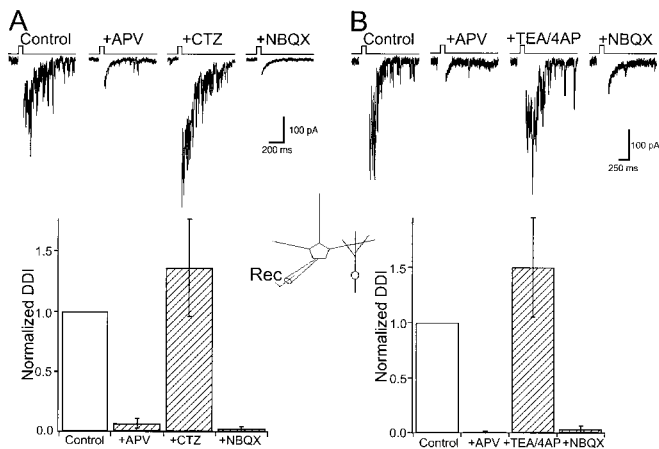 A
Control
+APV
+CTZ
+NBQX
100 pA
200 ms
B
Control
+APV
+TEA/4AP
+NBQX
100 pA
250 ms
Normalized DDI
1.5
1.0
0.5
0.0
Control
+APV
+CTZ
+NBQX
Rec
Normalized DDI
1.5
1.0
0.5
0.0
Control
+APV
+TEA/4AP
+NBQX